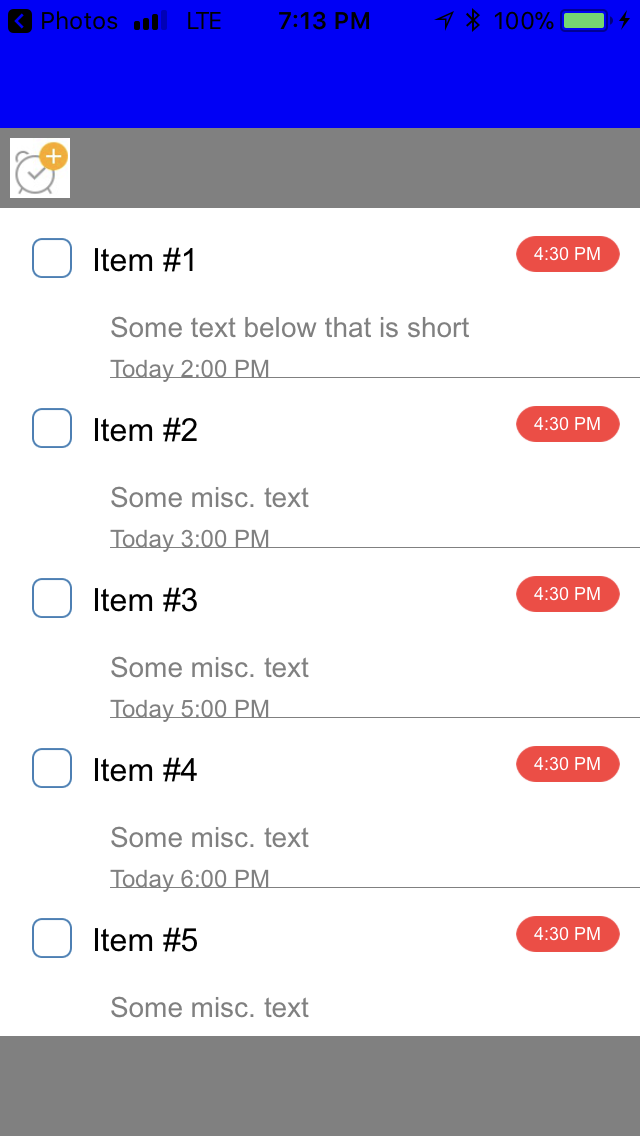 Photos LTE 7:13 PM 100%
Item #1 4:30 PM
Some text below that is short
Today 2:00 PM
Item #2 4:30 PM
Some misc. text
Today 3:00 PM
Item #3 4:30 PM
Some misc. text
Today 5:00 PM
Item #4 4:30 PM
Some misc. text
Today 6:00 PM
Item #5 4:30 PM
Some misc. text